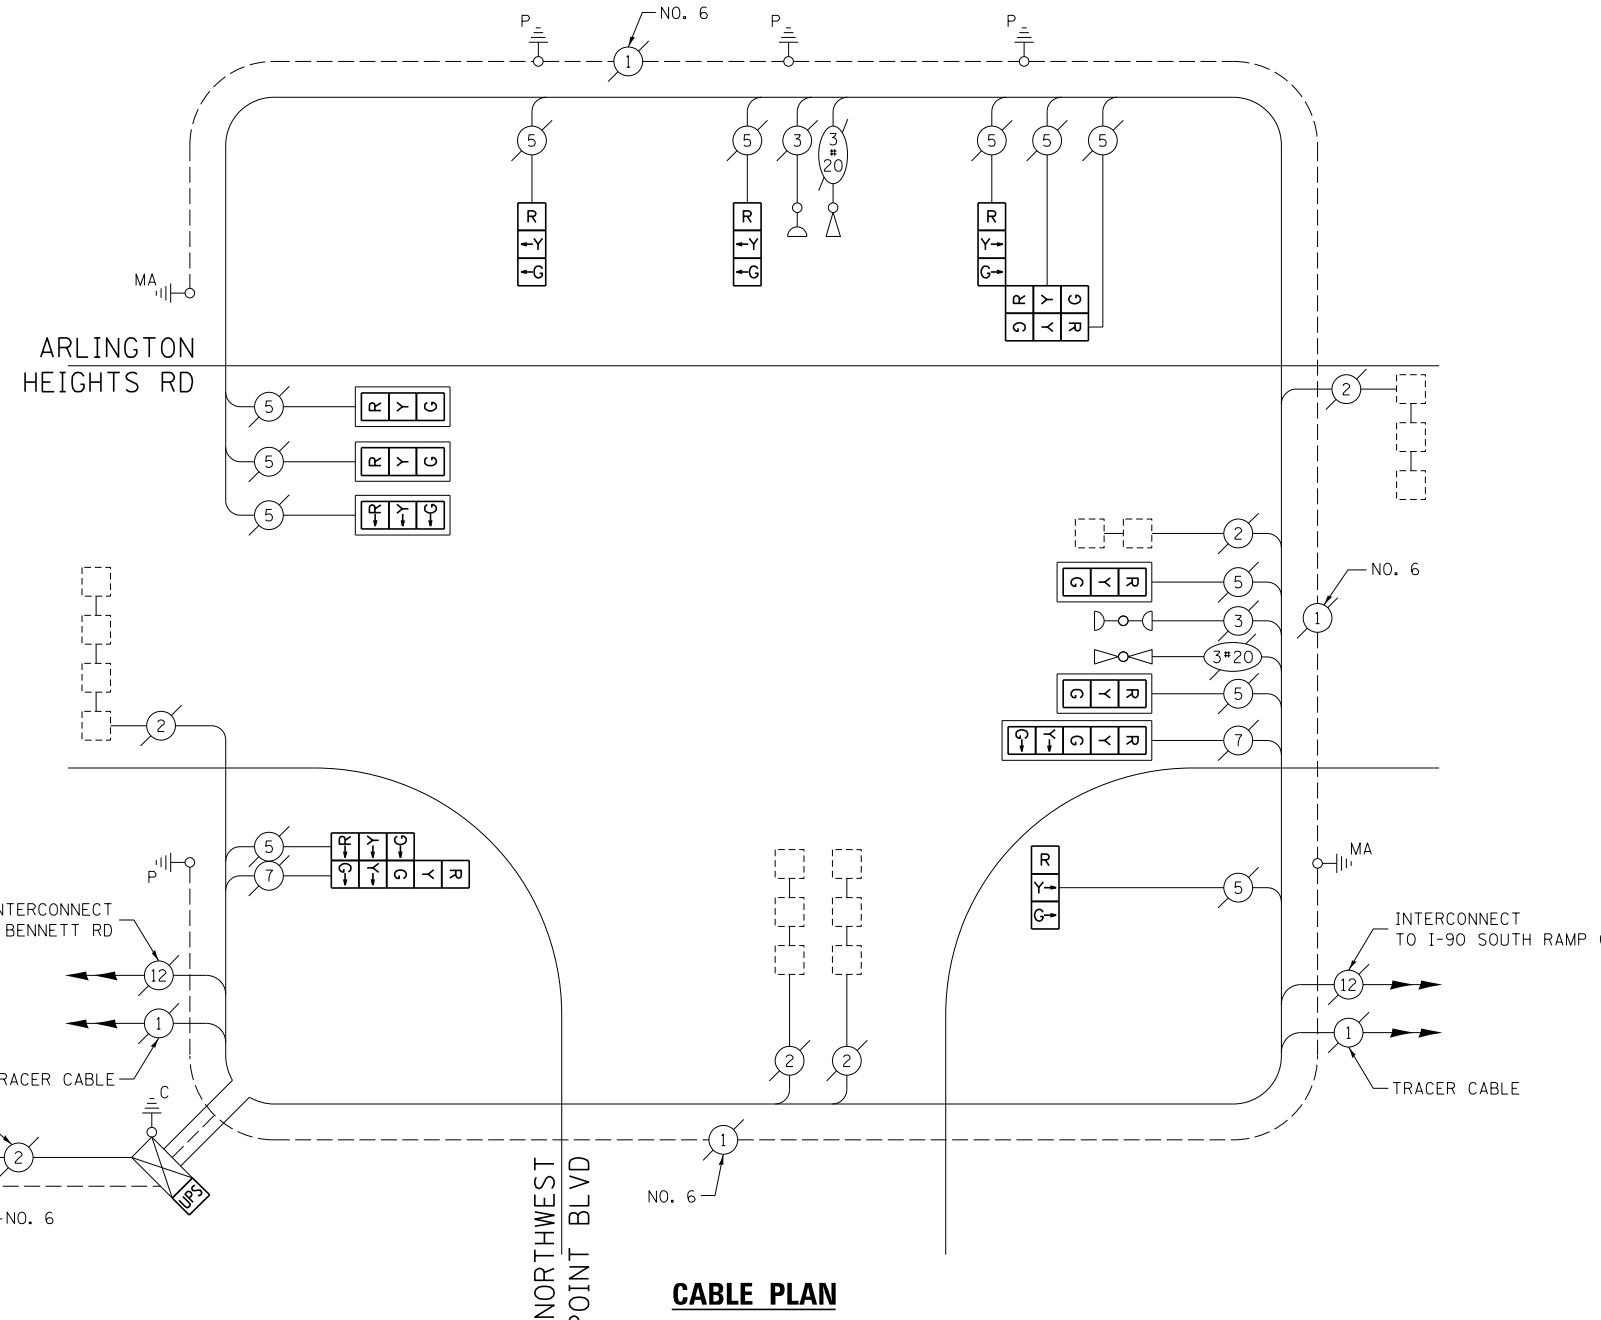 NO. 6
P
P
P
1
5
5
3
3
#
20
5
5
5
R
←Y
←G
R
←Y
←G
R
Y→
G→
R Y G
G Y R
MA
ARLINGTON
HEIGHTS RD
5
R Y G
5
R Y G
5
R Y G
2
2
G Y R
5
NO. 6
1
3
3#20
G Y R
5
G Y G Y R
7
2
5
R Y G
7
G Y G Y R
P
R
Y→
G→
5
MA
INTERCONNECT
BENNETT RD
12
1
TRACER CABLE
INTERCONNECT
TO I-90 SOUTH RAMP
12
1
TRACER CABLE
2
2
C
2
UPS
NO. 6
1
NO. 6
NORTHWEST
POINT BLVD
CABLE PLAN